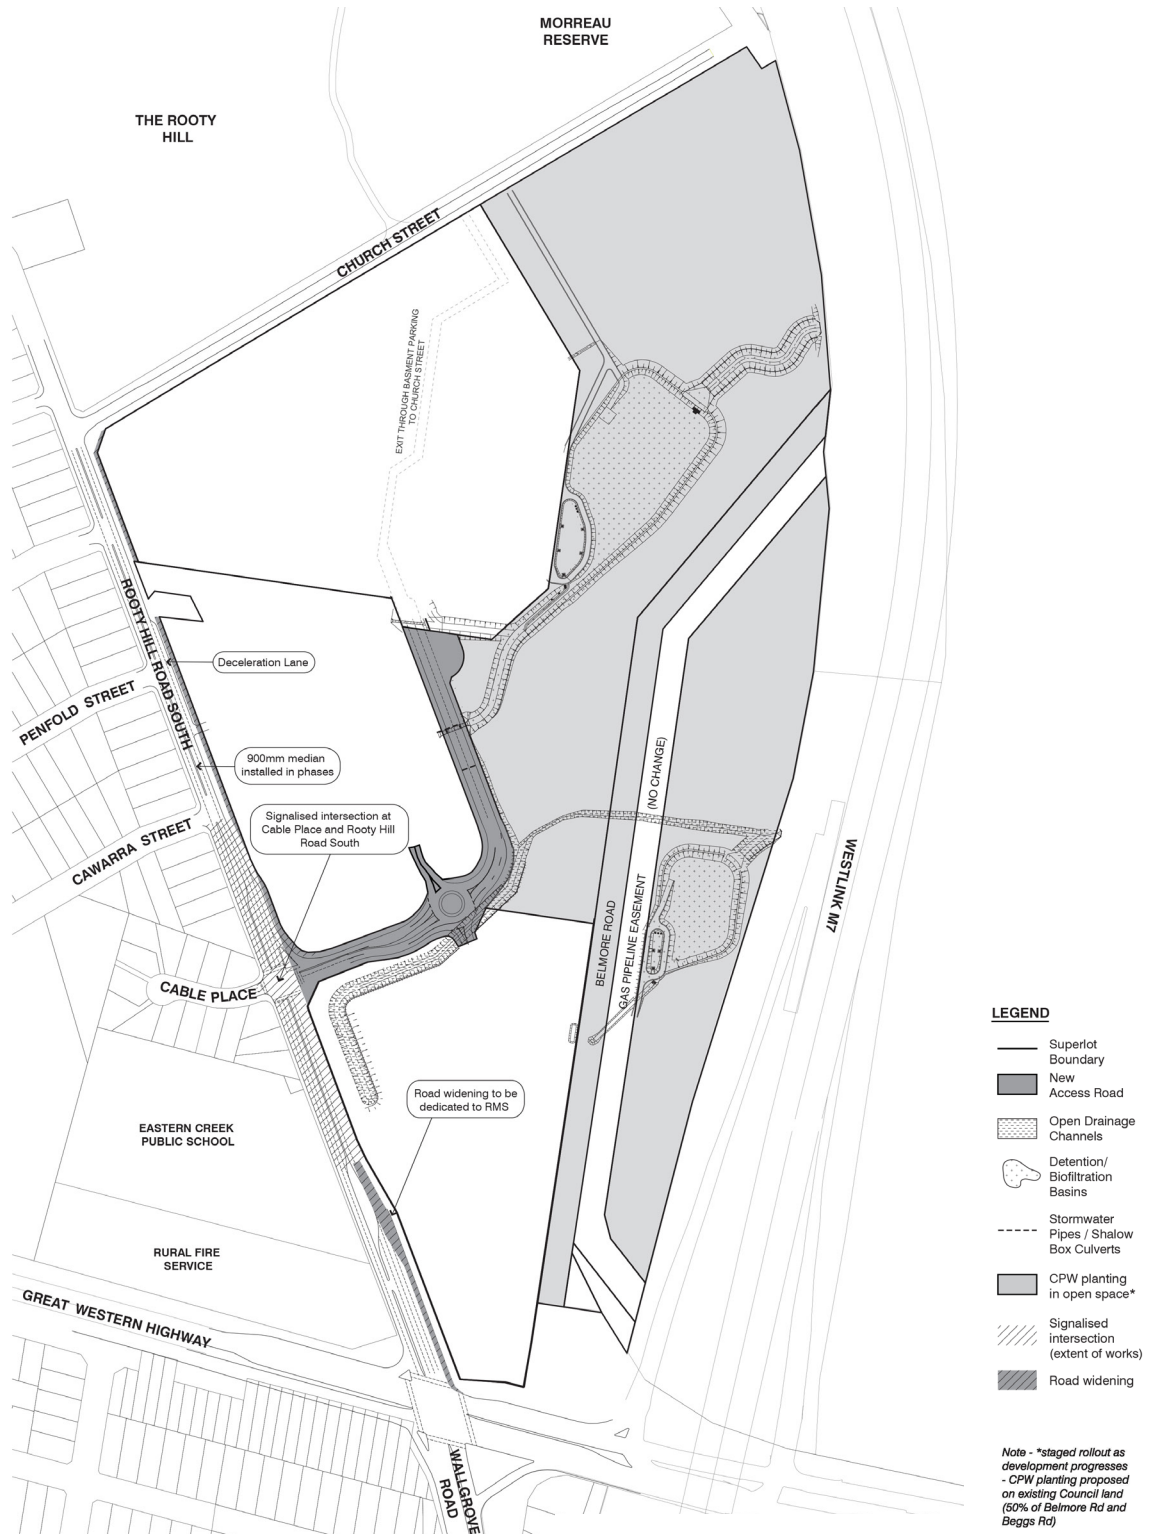 MORREAU
RESERVE
THE ROOTY
HILL
CHURCH STREET
EXIT THROUGH BASMENT PARKING
TO CHURCH STREET
ROOTY HILL ROAD SOUTH
Deceleration Lane
PENFOLD STREET
900mm median
installed in phases
(NO CHANGE)
Signalised intersection at
Cable Place and Rooty Hill
Road South
CAWARRA STREET
WESTLINK M7
BELMORE ROAD
GAS PIPELINE EASEMENT
CABLE PLACE
Road widening to be
dedicated to RMS
EASTERN CREEK
PUBLIC SCHOOL
RURAL FIRE
SERVICE
GREAT WESTERN HIGHWAY
WALLGROVE
ROAD
LEGEND
Superlot
Boundary
New
Access Road
Open Drainage
Channels
Detention/
Biofiltration
Basins
Stormwater
Pipes / Shalow
Box Culverts
CPW planting
in open space*
Signalised
intersection
(extent of works)
Road widening
Note - *staged rollout as
development progresses
- CPW planting proposed
on existing Council land
(50% of Belmore Rd and
Beggs Rd)